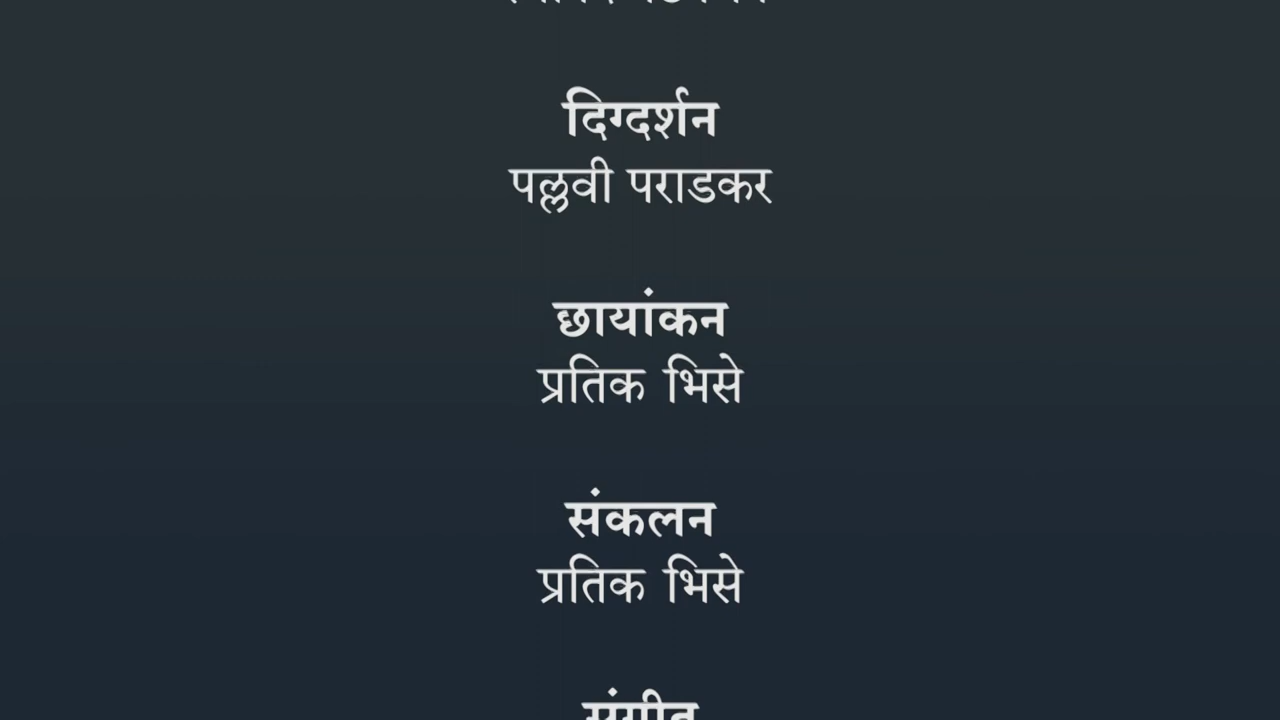 दिग्दर्शन
पल्लवी पराडकर
छायांकन
प्रतिक भिसे
संकलन
प्रतिक भिसे
संगीत